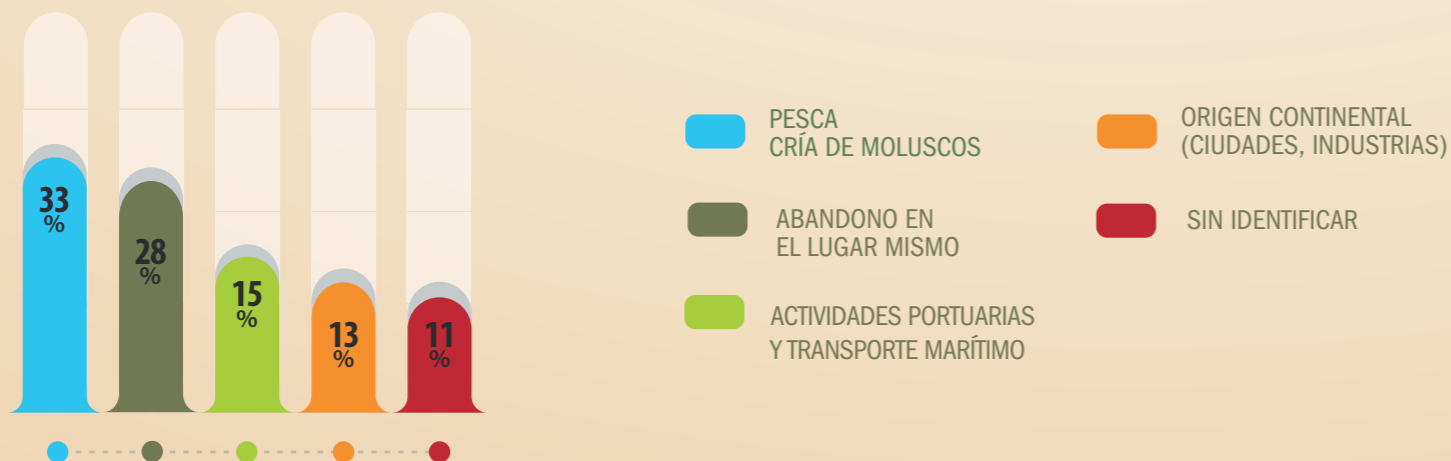 33
%
28
%
15
%
13
%
11
%
PESCA
CRÍA DE MOLUSCOS
ABANDONO EN
EL LUGAR MISMO
ACTIVIDADES PORTUARIAS
Y TRANSPORTE MARÍTIMO
ORIGEN CONTINENTAL
(CIUDADES, INDUSTRIAS)
SIN IDENTIFICAR